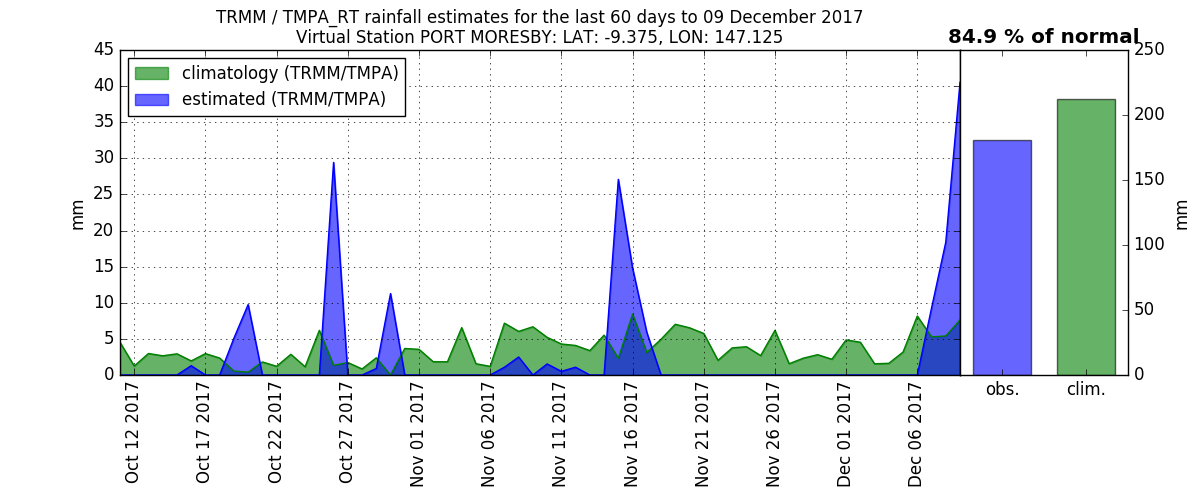 TRMM / TMPA_RT rainfall estimates for the last 60 days to 09 December 2017
Virtual Station PORT MORESBY: LAT: -9.375, LON: 147.125
84.9 % of normal
climatology (TRMM/TMPA)
estimated (TRMM/TMPA)
45
40
35
30
25
20
15
10
5
0
mm
Oct 12 2017
Oct 17 2017
Oct 22 2017
Oct 27 2017
Nov 01 2017
Nov 06 2017
Nov 11 2017
Nov 16 2017
Nov 21 2017
Nov 26 2017
Dec 01 2017
Dec 06 2017
obs.
clim.
250
200
150
100
50
0
mm